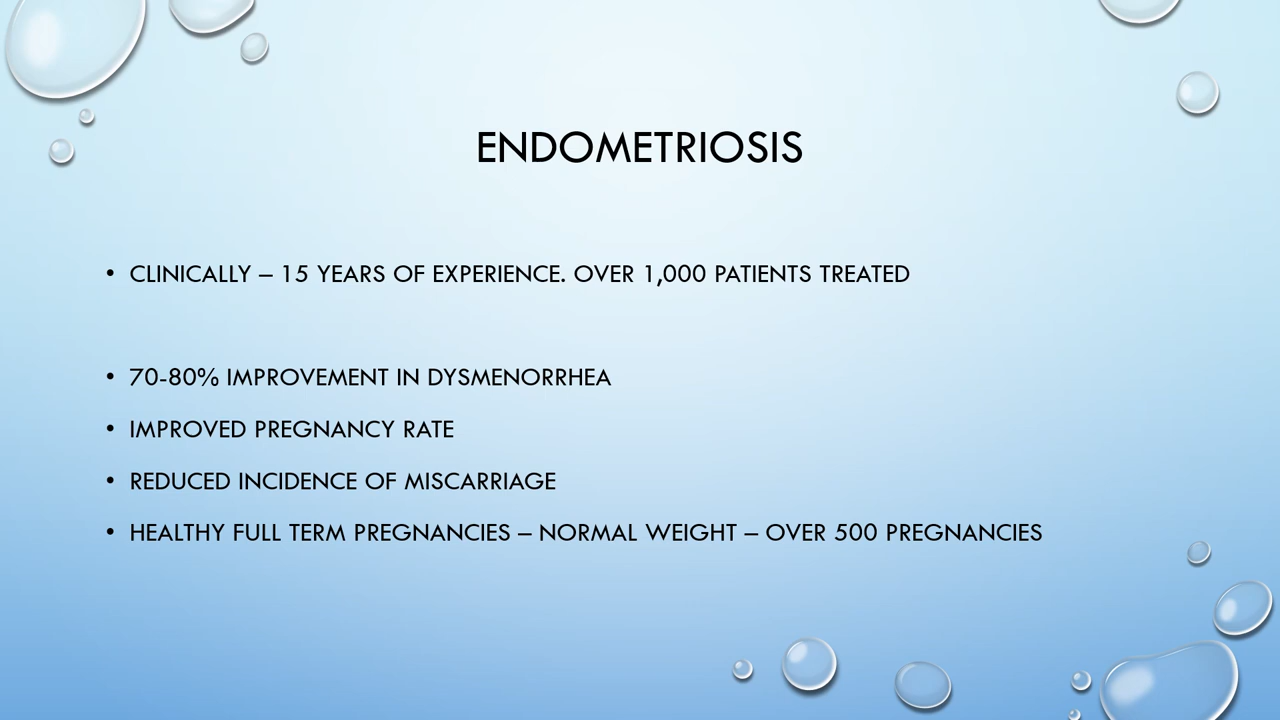 ENDOMETRIOSIS
• CLINICALLY – 15 YEARS OF EXPERIENCE. OVER 1,000 PATIENTS TREATED
• 70-80% IMPROVEMENT IN DYSMENORRHEA
• IMPROVED PREGNANCY RATE
• REDUCED INCIDENCE OF MISCARRIAGE
• HEALTHY FULL TERM PREGNANCIES – NORMAL WEIGHT – OVER 500 PREGNANCIES